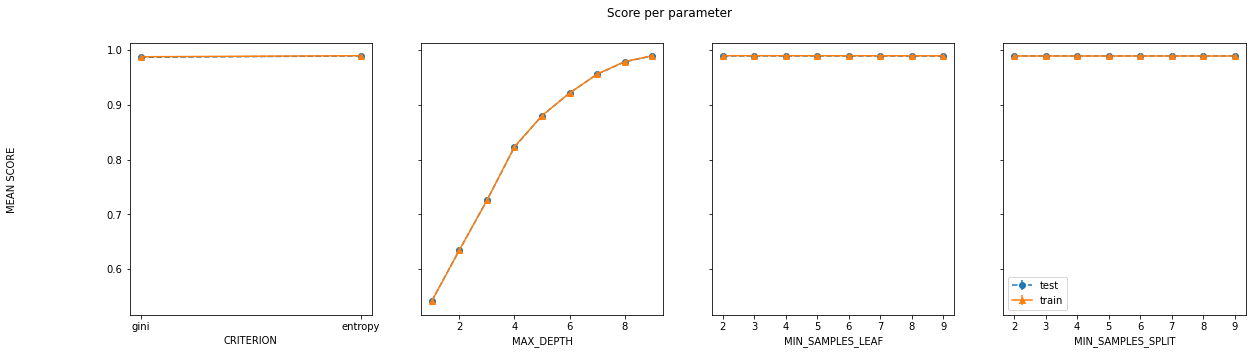 Score per parameter
MEAN SCORE
1.0
0.9
0.8
0.7
0.6
gini entropy
CRITERION
2 4 6 8
MAX_DEPTH
2 3 4 5 6 7 8 9
MIN_SAMPLES_LEAF
test
train
2 3 4 5 6 7 8 9
MIN_SAMPLES_SPLIT